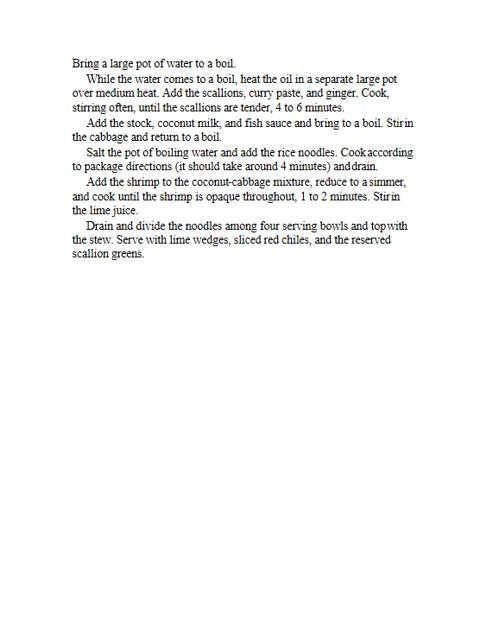 Bring a large pot of water to a boil.
While the water comes to a boil, heat the oil in a separate large pot
over medium heat. Add the scallions, curry paste, and ginger. Cook,
stirring often, until the scallions are tender, 4 to 6 minutes.
Add the stock, coconut milk, and fish sauce and bring to a boil. Stir in
the cabbage and return to a boil.
Salt the pot of boiling water and add the rice noodles. Cook according
to package directions (it should take around 4 minutes) and drain.
Add the shrimp to the coconut-cabbage mixture, reduce to a simmer,
and cook until the shrimp is opaque throughout, 1 to 2 minutes. Stir in
the lime juice.
Drain and divide the noodles among four serving bowls and top with
the stew. Serve with lime wedges, sliced red chiles, and the reserved
scallion greens.